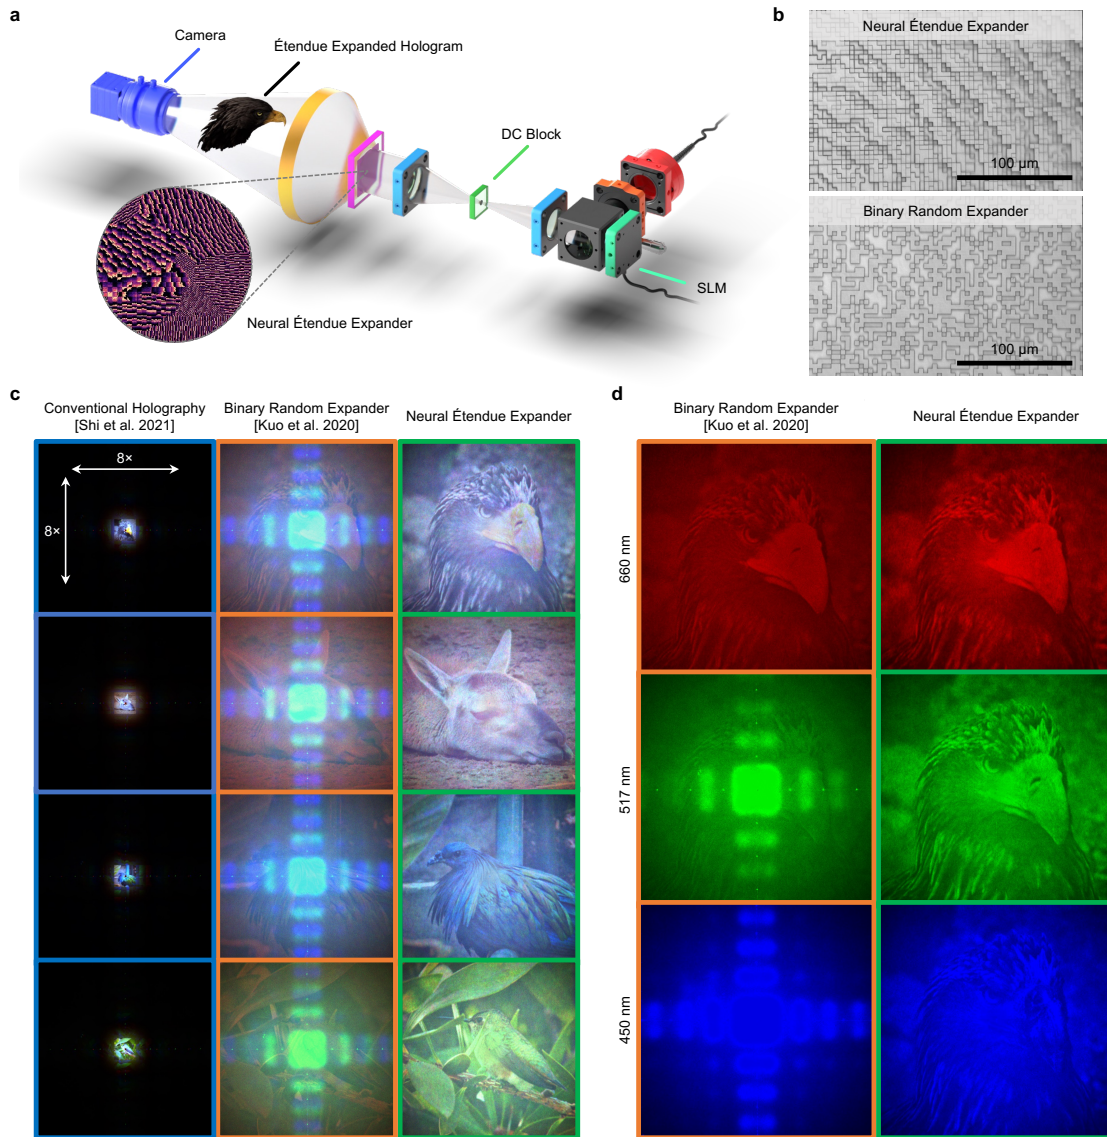 a
Camera
Étendue Expanded Hologram
DC Block
SLM
Neural Étendue Expander
b
Neural Étendue Expander
100 µm
Binary Random Expander
100 µm
c
Conventional Holography
[Shi et al. 2021]
Binary Random Expander
[Kuo et al. 2020]
Neural Étendue Expander
8×
8×
d
Binary Random Expander
[Kuo et al. 2020]
Neural Étendue Expander
660 nm
517 nm
450 nm